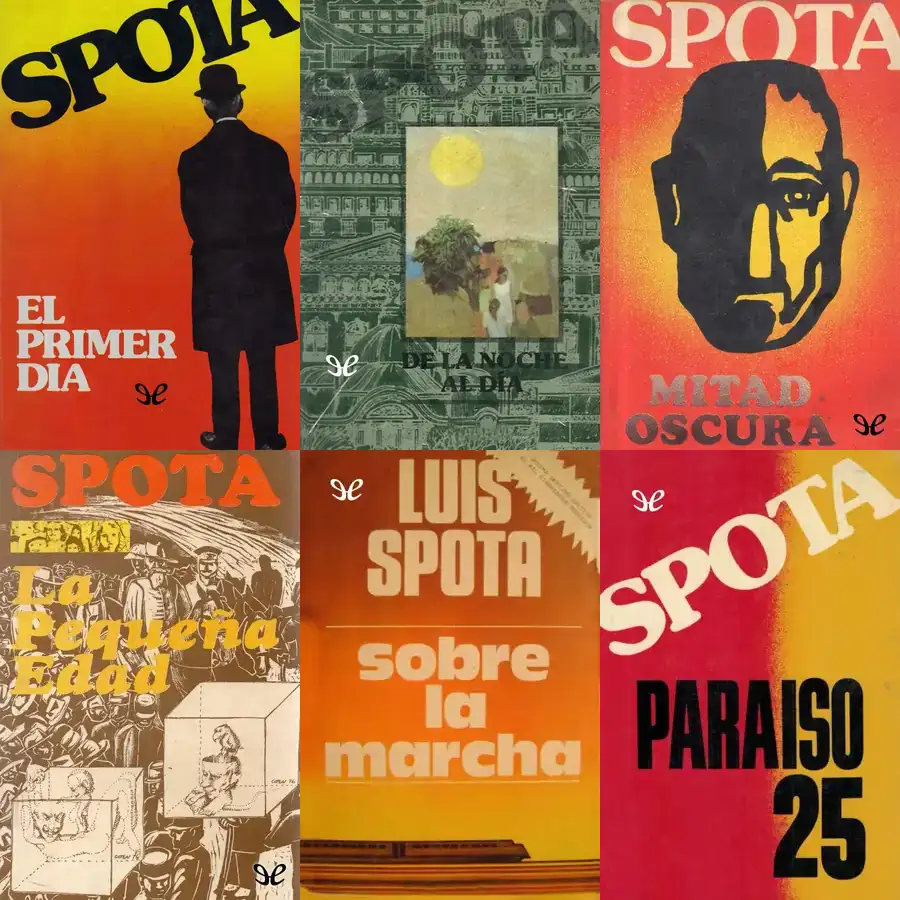 SPOTA
EL
PRIMER
DIA
SPOTA
DE LA NOCHE
AL DÍA
SPOTA
MITAD
OSCURA
SPOTA
La
Pequeña
Edad
LUIS
SPOTA
sobre
la
marcha
SPOTA
PARAISO
25